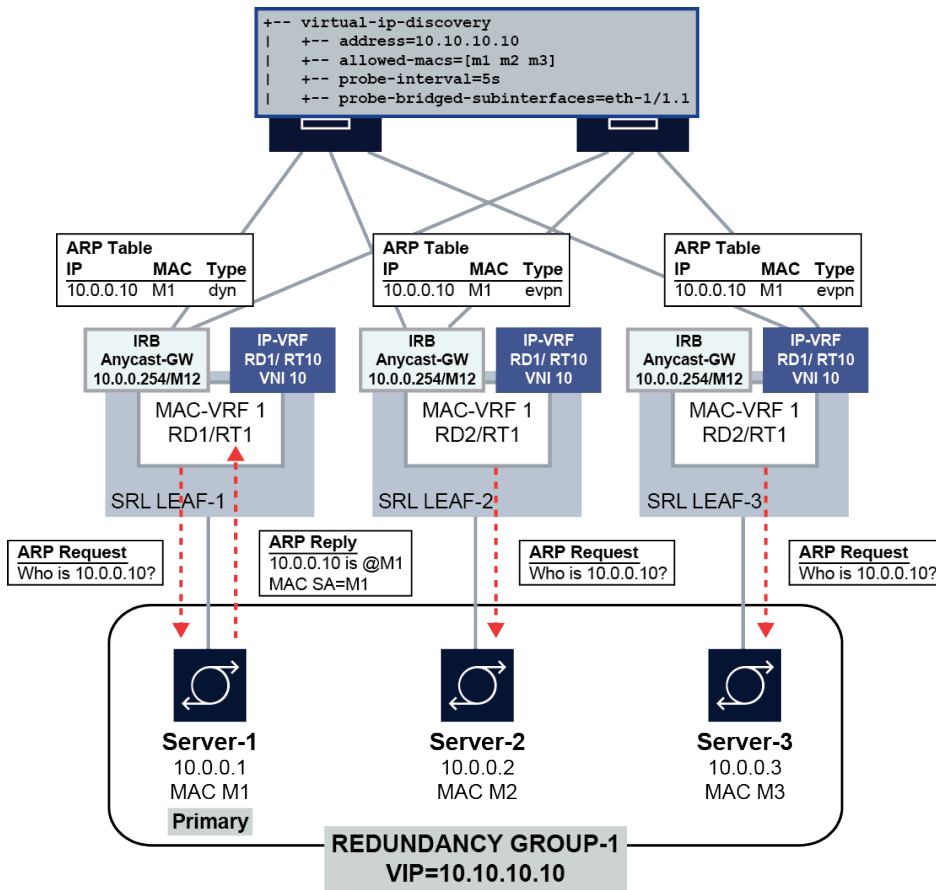 +-- virtual-ip-discovery
|   +-- address=10.10.10.10
|   +-- allowed-macs=[m1 m2 m3]
|   +-- probe-interval=5s
|   +-- probe-bridged-subinterfaces=eth-1/1.1
ARP Table
IP MAC Type
10.0.0.10 M1 dyn
ARP Table
IP MAC Type
10.0.0.10 M1 evpn
ARP Table
IP MAC Type
10.0.0.10 M1 evpn
IRB
Anycast-GW
10.0.0.254/M12
IP-VRF
RD1/ RT10
VNI 10
IRB
Anycast-GW
10.0.0.254/M12
IP-VRF
RD1/ RT10
VNI 10
IRB
Anycast-GW
10.0.0.254/M12
IP-VRF
RD1/ RT10
VNI 10
MAC-VRF 1
RD1/RT1
MAC-VRF 1
RD2/RT1
MAC-VRF 1
RD2/RT1
SRL LEAF-1
SRL LEAF-2
SRL LEAF-3
ARP Request
Who is 10.0.0.10?
ARP Reply
10.0.0.10 is @M1
MAC SA=M1
ARP Request
Who is 10.0.0.10?
ARP Request
Who is 10.0.0.10?
Server-1
10.0.0.1
MAC M1
Primary
Server-2
10.0.0.2
MAC M2
Server-3
10.0.0.3
MAC M3
REDUNDANCY GROUP-1
VIP=10.10.10.10